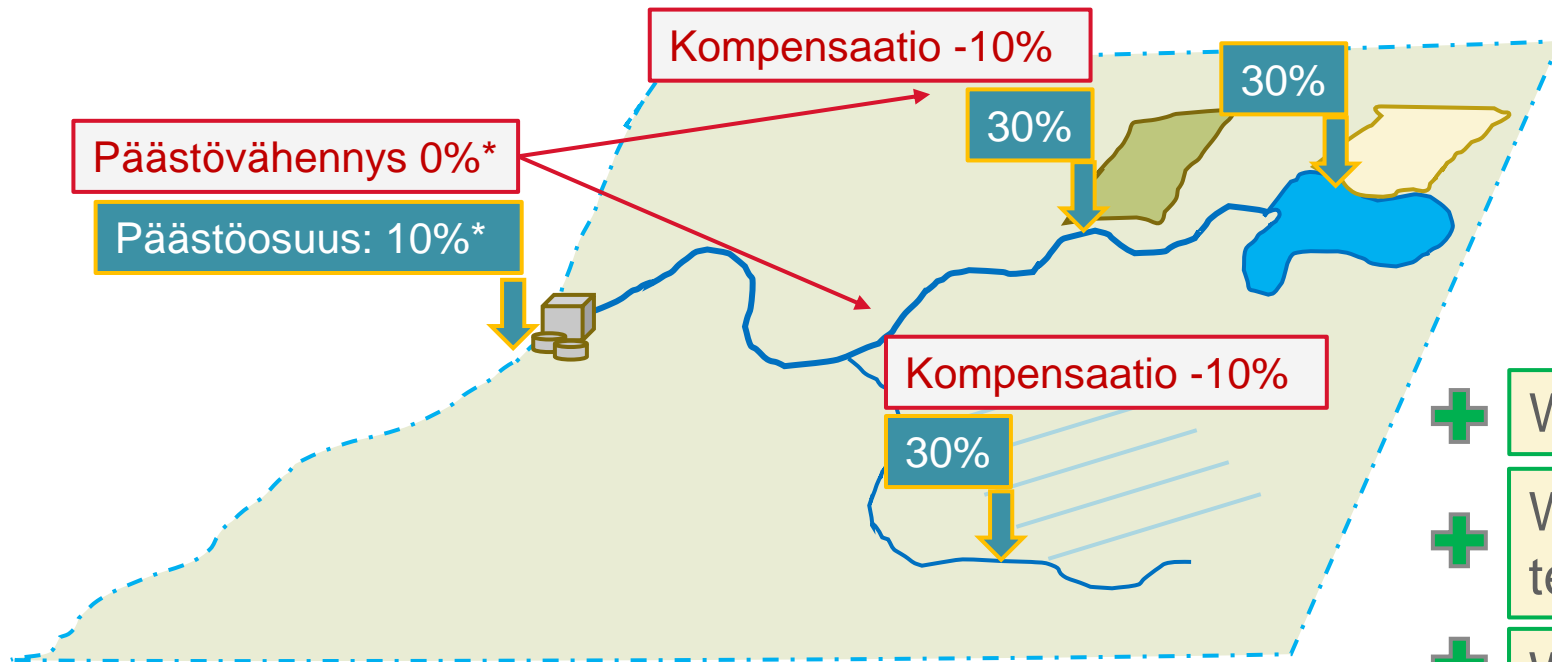 Kompensaatio -10%
30%
30%
Päästövähennys 0%*
Päästöosuus: 10%*
Kompensaatio -10%
30%